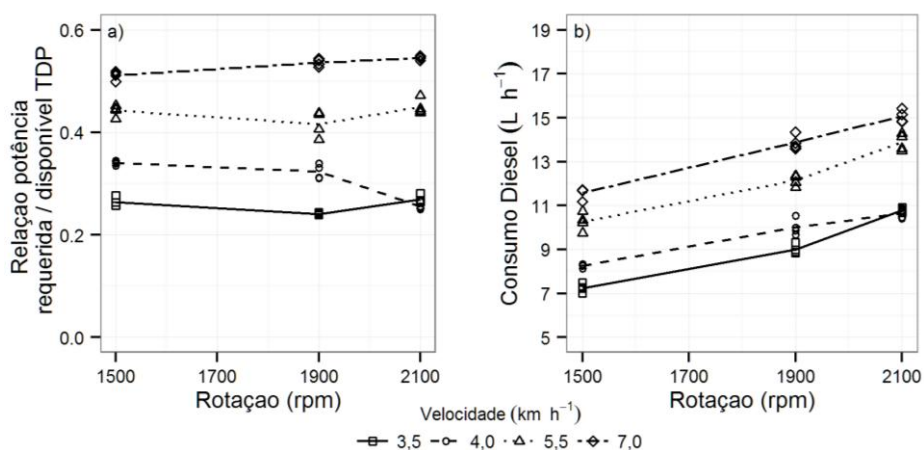 a)
Relaçao potência
requerida / disponível TDP
0.6
0.4
0.2
0.0
1500 1700 1900 2100
Rotaçao (rpm)
b)
Consumo Diesel (L h⁻¹)
19
17
15
13
11
9
7
5
1500 1700 1900 2100
Rotaçao (rpm)
Velocidade (km h⁻¹)
3,5 4,0 5,5 7,0